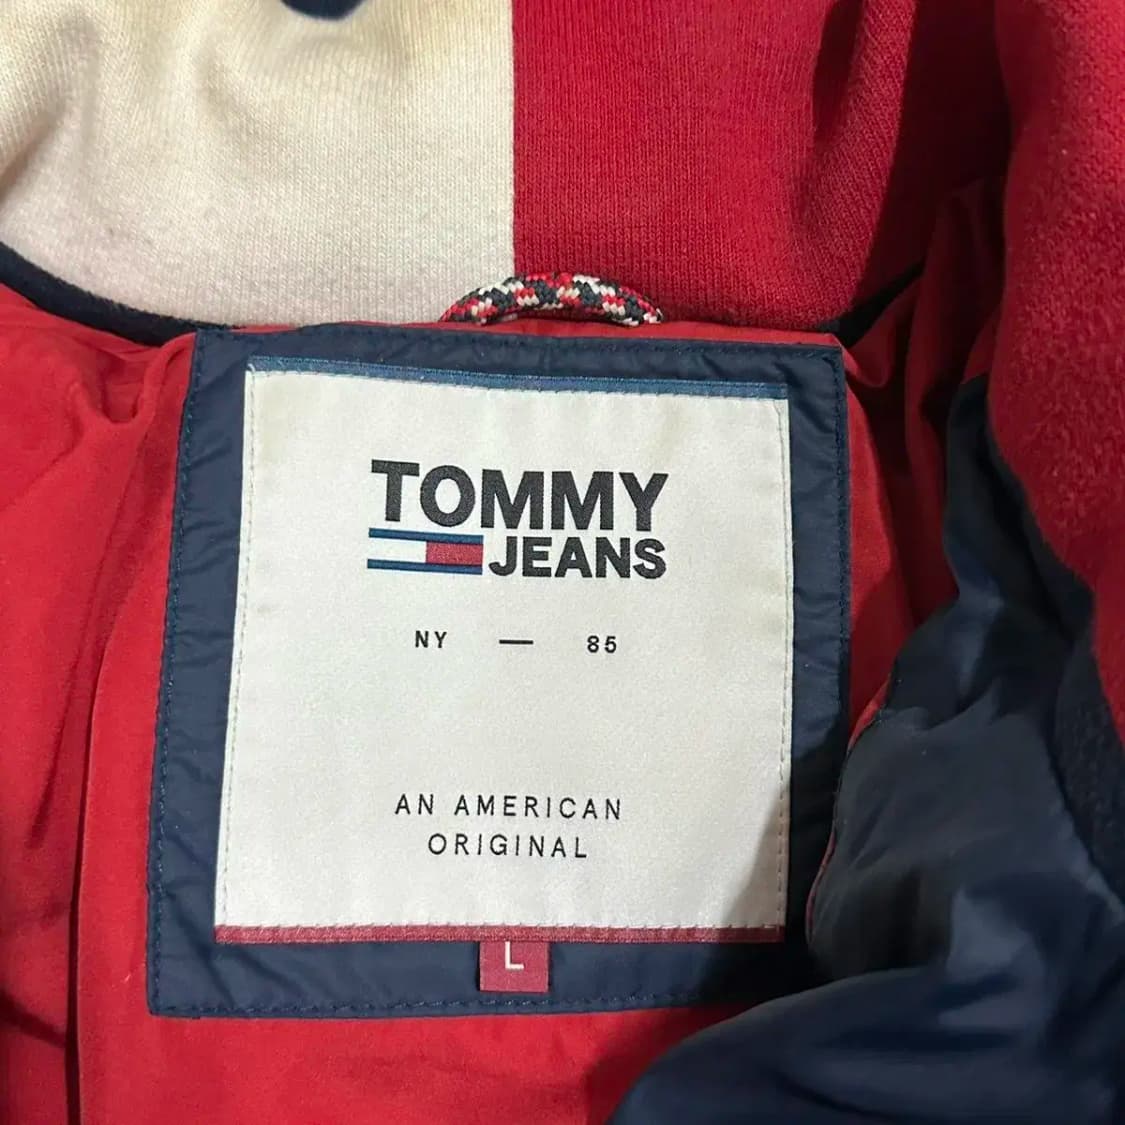 TOMMY
JEANS
NY — 85
AN AMERICAN
ORIGINAL
L